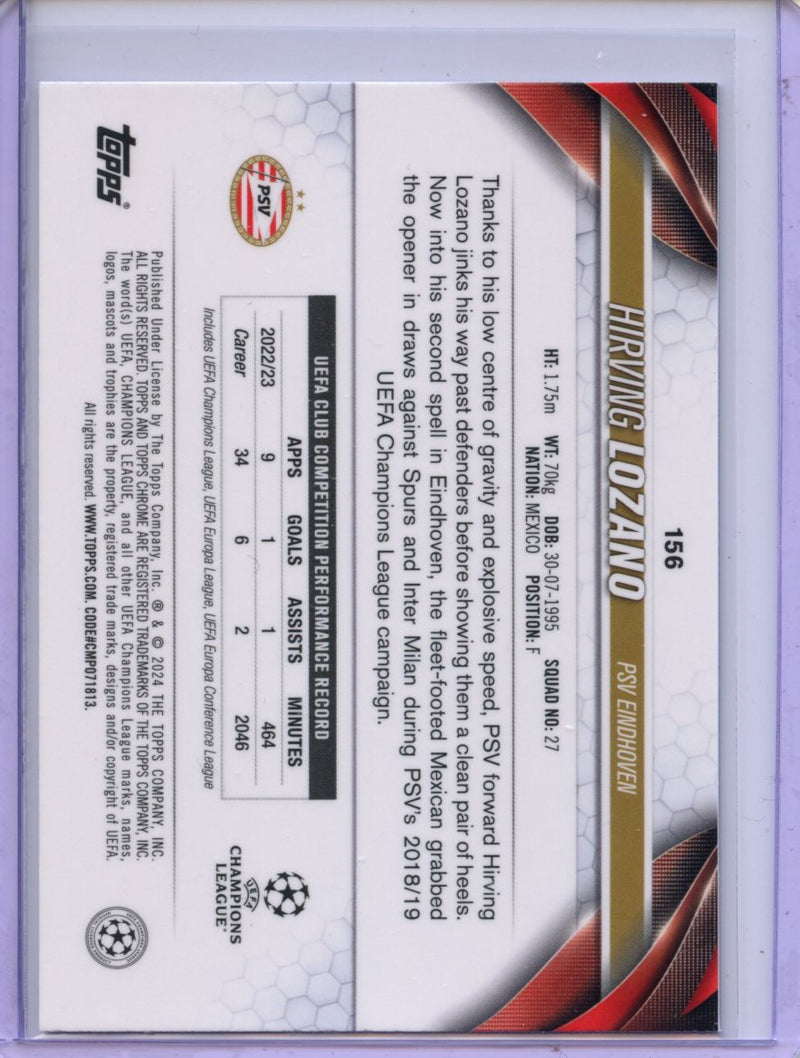 156
HIRVING LOZANO PSV EINDHOVEN
HT: 1.75m WT: 70kg DOB: 30-07-1995 SQUAD NO: 27
NATION: MEXICO POSITION: F
Thanks to his low centre of gravity and explosive speed, PSV forward Hirving
Lozano jinks his way past defenders before showing them a clean pair of heels.
Now into his second spell in Eindhoven, the fleet-footed Mexican grabbed
the opener in draws against Spurs and Inter Milan during PSV's 2018/19
UEFA Champions League campaign.
PSV
UEFA CLUB COMPETITION PERFORMANCE RECORD
APPS GOALS ASSISTS MINUTES
2022/23 9 1 1 464
Career 34 6 2 2046
Includes UEFA Champions League, UEFA Europa League, UEFA Europa Conference League
UEFA
CHAMPIONS
LEAGUE®
topps®
Published Under License by The Topps Company, Inc. ® & © 2024 THE TOPPS COMPANY, INC.
ALL RIGHTS RESERVED. TOPPS AND TOPPS CHROME ARE REGISTERED TRADEMARKS OF THE TOPPS COMPANY, INC.
The word(s) UEFA, CHAMPIONS LEAGUE, and all other UEFA Champions League marks, names,
logos, mascots and trophies are the property, registered trade marks, designs and/or copyright of UEFA.
All rights reserved. WWW.TOPPS.COM. CODE#CMP071813.